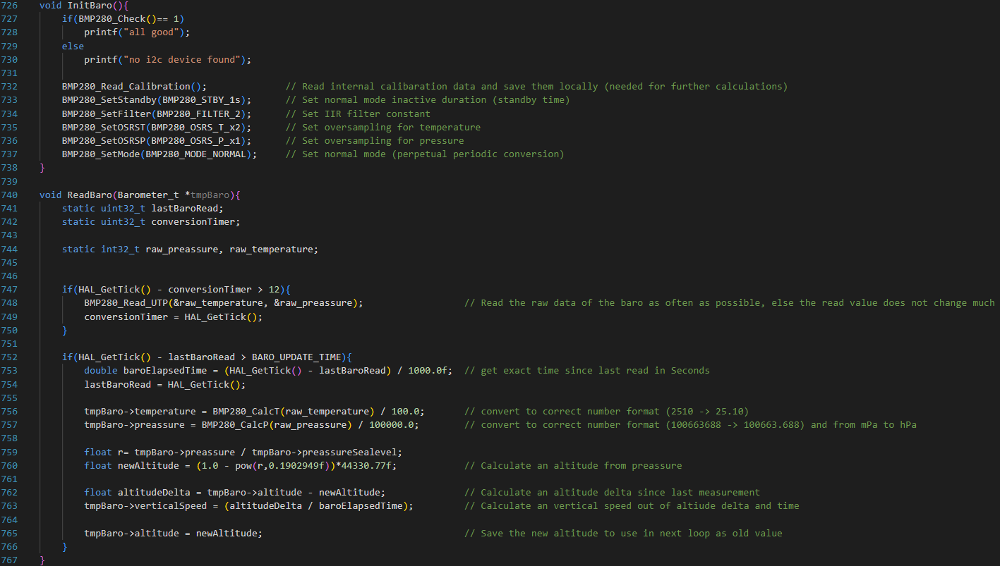 726 void InitBaro(){
727 if(BMP280_Check()== 1)
728 printf("all good");
729 else
730 printf("no i2c device found");
731
732 BMP280_Read_Calibration(); // Read internal calibaration data and save them locally (needed for further calculations)
733 BMP280_SetStandby(BMP280_STBY_1s); // Set normal mode inactive duration (standby time)
734 BMP280_SetFilter(BMP280_FILTER_2); // Set IIR filter constant
735 BMP280_SetOSRST(BMP280_OSRS_T_x2); // Set oversampling for temperature
736 BMP280_SetOSRSP(BMP280_OSRS_P_x1); // Set oversampling for pressure
737 BMP280_SetMode(BMP280_MODE_NORMAL); // Set normal mode (perpetual periodic conversion)
738 }
739
740 void ReadBaro(Barometer_t *tmpBaro){
741 static uint32_t lastBaroRead;
742 static uint32_t conversionTimer;
743
744 static int32_t raw_preassure, raw_temperature;
745
746
747 if(HAL_GetTick() - conversionTimer > 12){
748 BMP280_Read_UTP(&raw_temperature, &raw_preassure); // Read the raw data of the baro as often as possible, else the read value does not change much
749 conversionTimer = HAL_GetTick();
750 }
751
752 if(HAL_GetTick() - lastBaroRead > BARO_UPDATE_TIME){
753 double baroElapsedTime = (HAL_GetTick() - lastBaroRead) / 1000.0f; // get exact time since last read in Seconds
754 lastBaroRead = HAL_GetTick();
755
756 tmpBaro->temperature = BMP280_CalcT(raw_temperature) / 100.0; // convert to correct number format (2510 -> 25.10)
757 tmpBaro->preassure = BMP280_CalcP(raw_preassure) / 100000.0; // convert to correct number format (100663688 -> 100663.688) and from mPa to hPa
758
759 float r= tmpBaro->preassure / tmpBaro->preassureSealevel;
760 float newAltitude = (1.0 - pow(r,0.1902949f))*44330.77f; // Calculate an altitude from preassure
761
762 float altitudeDelta = tmpBaro->altitude - newAltitude; // Calculate an altitude delta since last measurement
763 tmpBaro->verticalSpeed = (altitudeDelta / baroElapsedTime); // Calculate an vertical speed out of altiude delta and time
764
765 tmpBaro->altitude = newAltitude; // Save the new altitude to use in next loop as old value
766 }
767 }